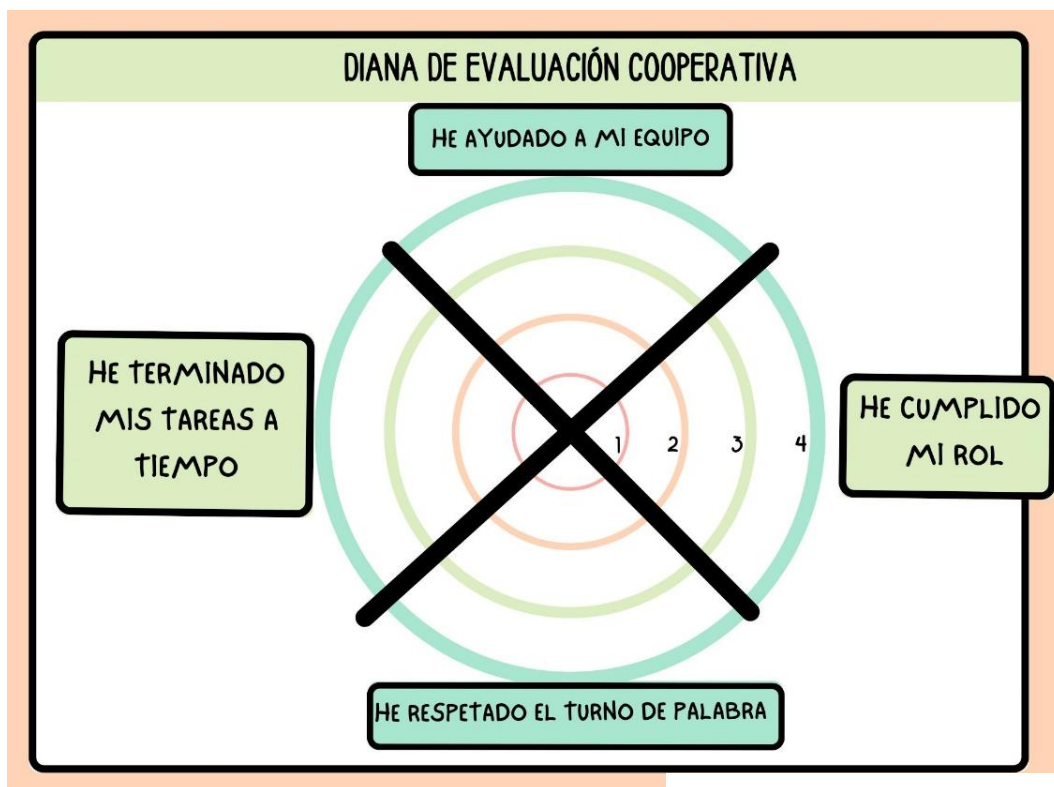 DIANA DE EVALUACIÓN COOPERATIVA
HE AYUDADO A MI EQUIPO
HE TERMINADO
MIS TAREAS A
TIEMPO
1 2 3 4
HE CUMPLIDO
MI ROL
HE RESPETADO EL TURNO DE PALABRA